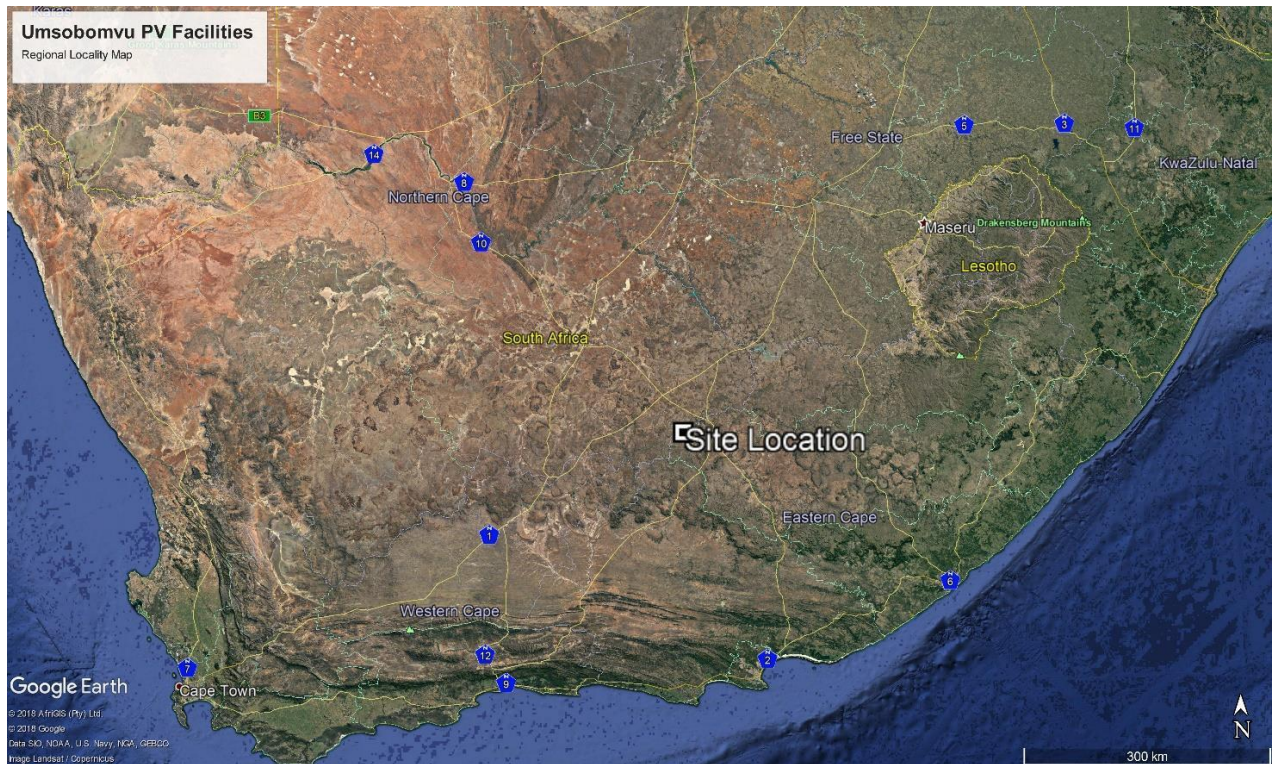 Karas
Umsobomvu PV Facilities
Regional Locality Map
B3
N
14
N
8
Northern Cape
N
10
Free State
N
5
N
3
N
11
KwaZulu-Natal
Maseru
Drakensberg Mountains
Lesotho
South Africa
Site Location
Eastern Cape
N
1
N
6
Western Cape
N
12
N
2
N
7
N
9
Cape Town
Google Earth
© 2018 AfriGIS (Pty) Ltd.
© 2018 Google
Data SIO, NOAA, U.S. Navy, NGA, GEBCO
Image Landsat / Copernicus
N
300 km